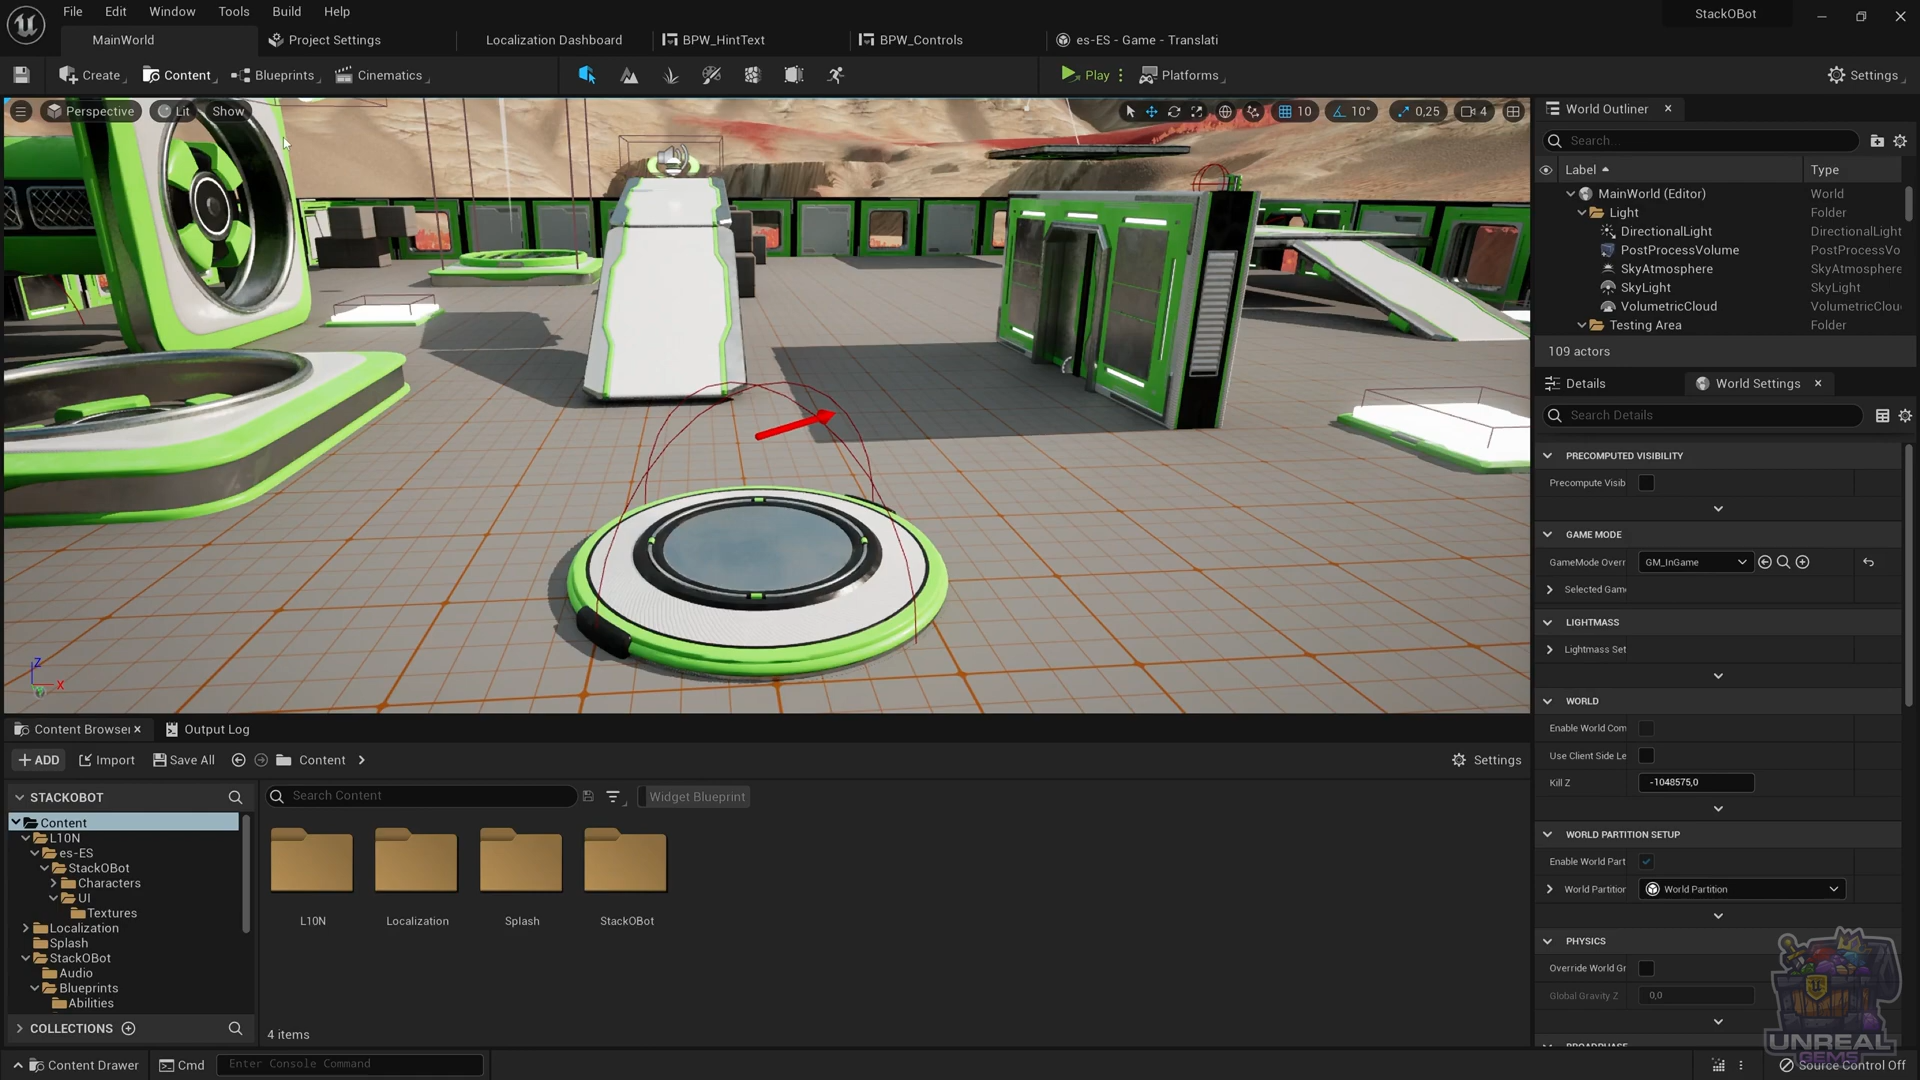 File Edit Window Tools Build Help
StackOBot
MainWorld
Project Settings
Localization Dashboard
BPW_HintText
BPW_Controls
es-ES - Game - Translati
Create
Content
Blueprints
Cinematics
Play
Platforms
Settings
Perspective
Lit
Show
10
10°
0,25
4
World Outliner
Search...
Label
Type
MainWorld (Editor) World
Light Folder
DirectionalLight DirectionalLight
PostProcessVolume PostProcessVo
SkyAtmosphere SkyAtmosphere
SkyLight SkyLight
VolumetricCloud VolumetricClou
Testing Area Folder
109 actors
Details
World Settings
Search Details
PRECOMPUTED VISIBILITY
Precompute Visib
GAME MODE
GameMode Overr GM_InGame
Selected Game
LIGHTMASS
Lightmass Set
WORLD
Enable World Com
Use Client Side Le
Kill Z -1048575,0
WORLD PARTITION SETUP
Enable World Part
World Partition World Partition
PHYSICS
Override World Gr
Global Gravity Z 0,0
Z
X
Content Browser
Output Log
ADD
Import
Save All
Content
Settings
STACKOBOT
Search Content
Widget Blueprint
Content
L10N
es-ES
StackOBot
Characters
UI
Textures
Localization
Splash
StackOBot
Audio
Blueprints
Abilities
L10N
Localization
Splash
StackOBot
COLLECTIONS
4 items
Content Drawer
Cmd
Enter Console Command
Source Control Off
UNREAL
GEMS